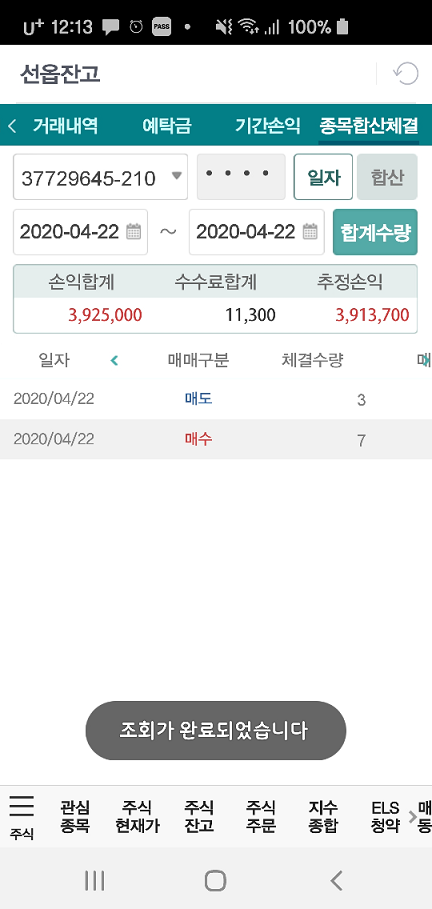 U+ 12:13 PASS 100%
선옵잔고
거래내역 예탁금 기간손익 종목합산체결
37729645-210 • • • • 일자 합산
2020-04-22 ~ 2020-04-22 합계수량
손익합계 수수료합계 추정손익
3,925,000 11,300 3,913,700
일자 매매구분 체결수량
2020/04/22 매도 3
2020/04/22 매수 7
조회가 완료되었습니다
관심 주식 주식 주식 지수 ELS 매
종목 현재가 잔고 주문 종합 청약 동
주식